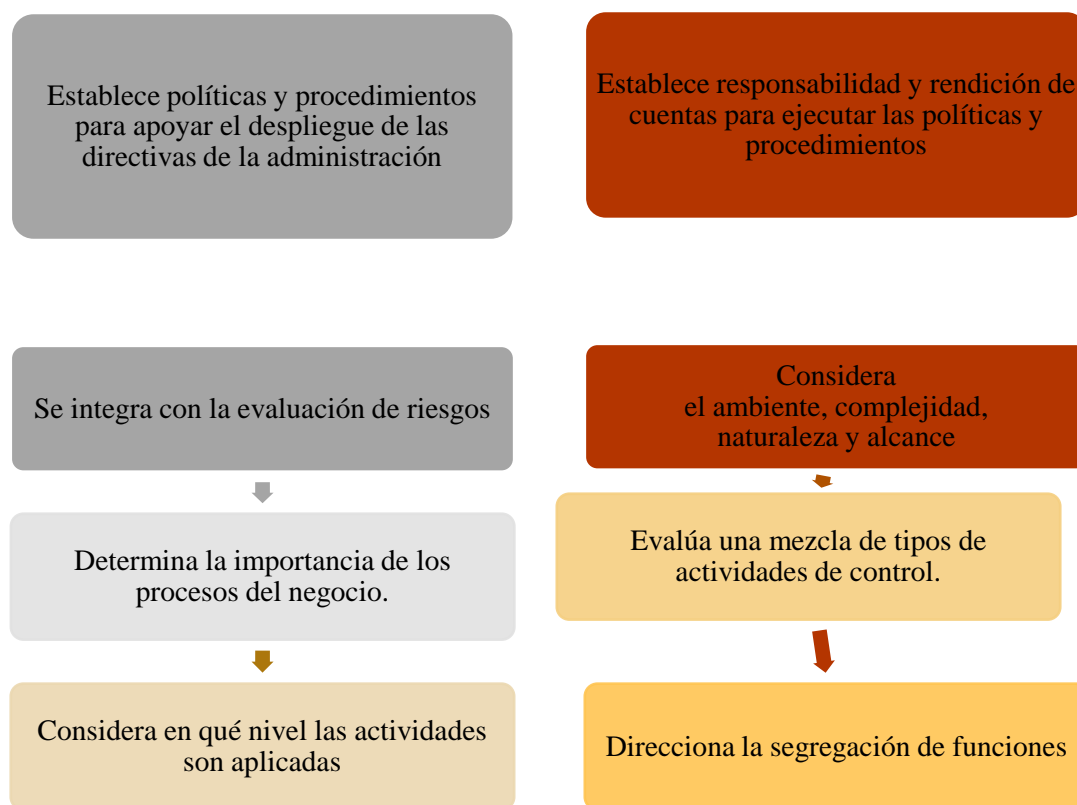 Establece políticas y procedimientos
para apoyar el despliegue de las
directivas de la administración
Establece responsabilidad y rendición de
cuentas para ejecutar las políticas y
procedimientos
Se integra con la evaluación de riesgos
Determina la importancia de los
procesos del negocio.
Considera en qué nivel las actividades
son aplicadas
Considera
el ambiente, complejidad,
naturaleza y alcance
Evalúa una mezcla de tipos de
actividades de control.
Direcciona la segregación de funciones